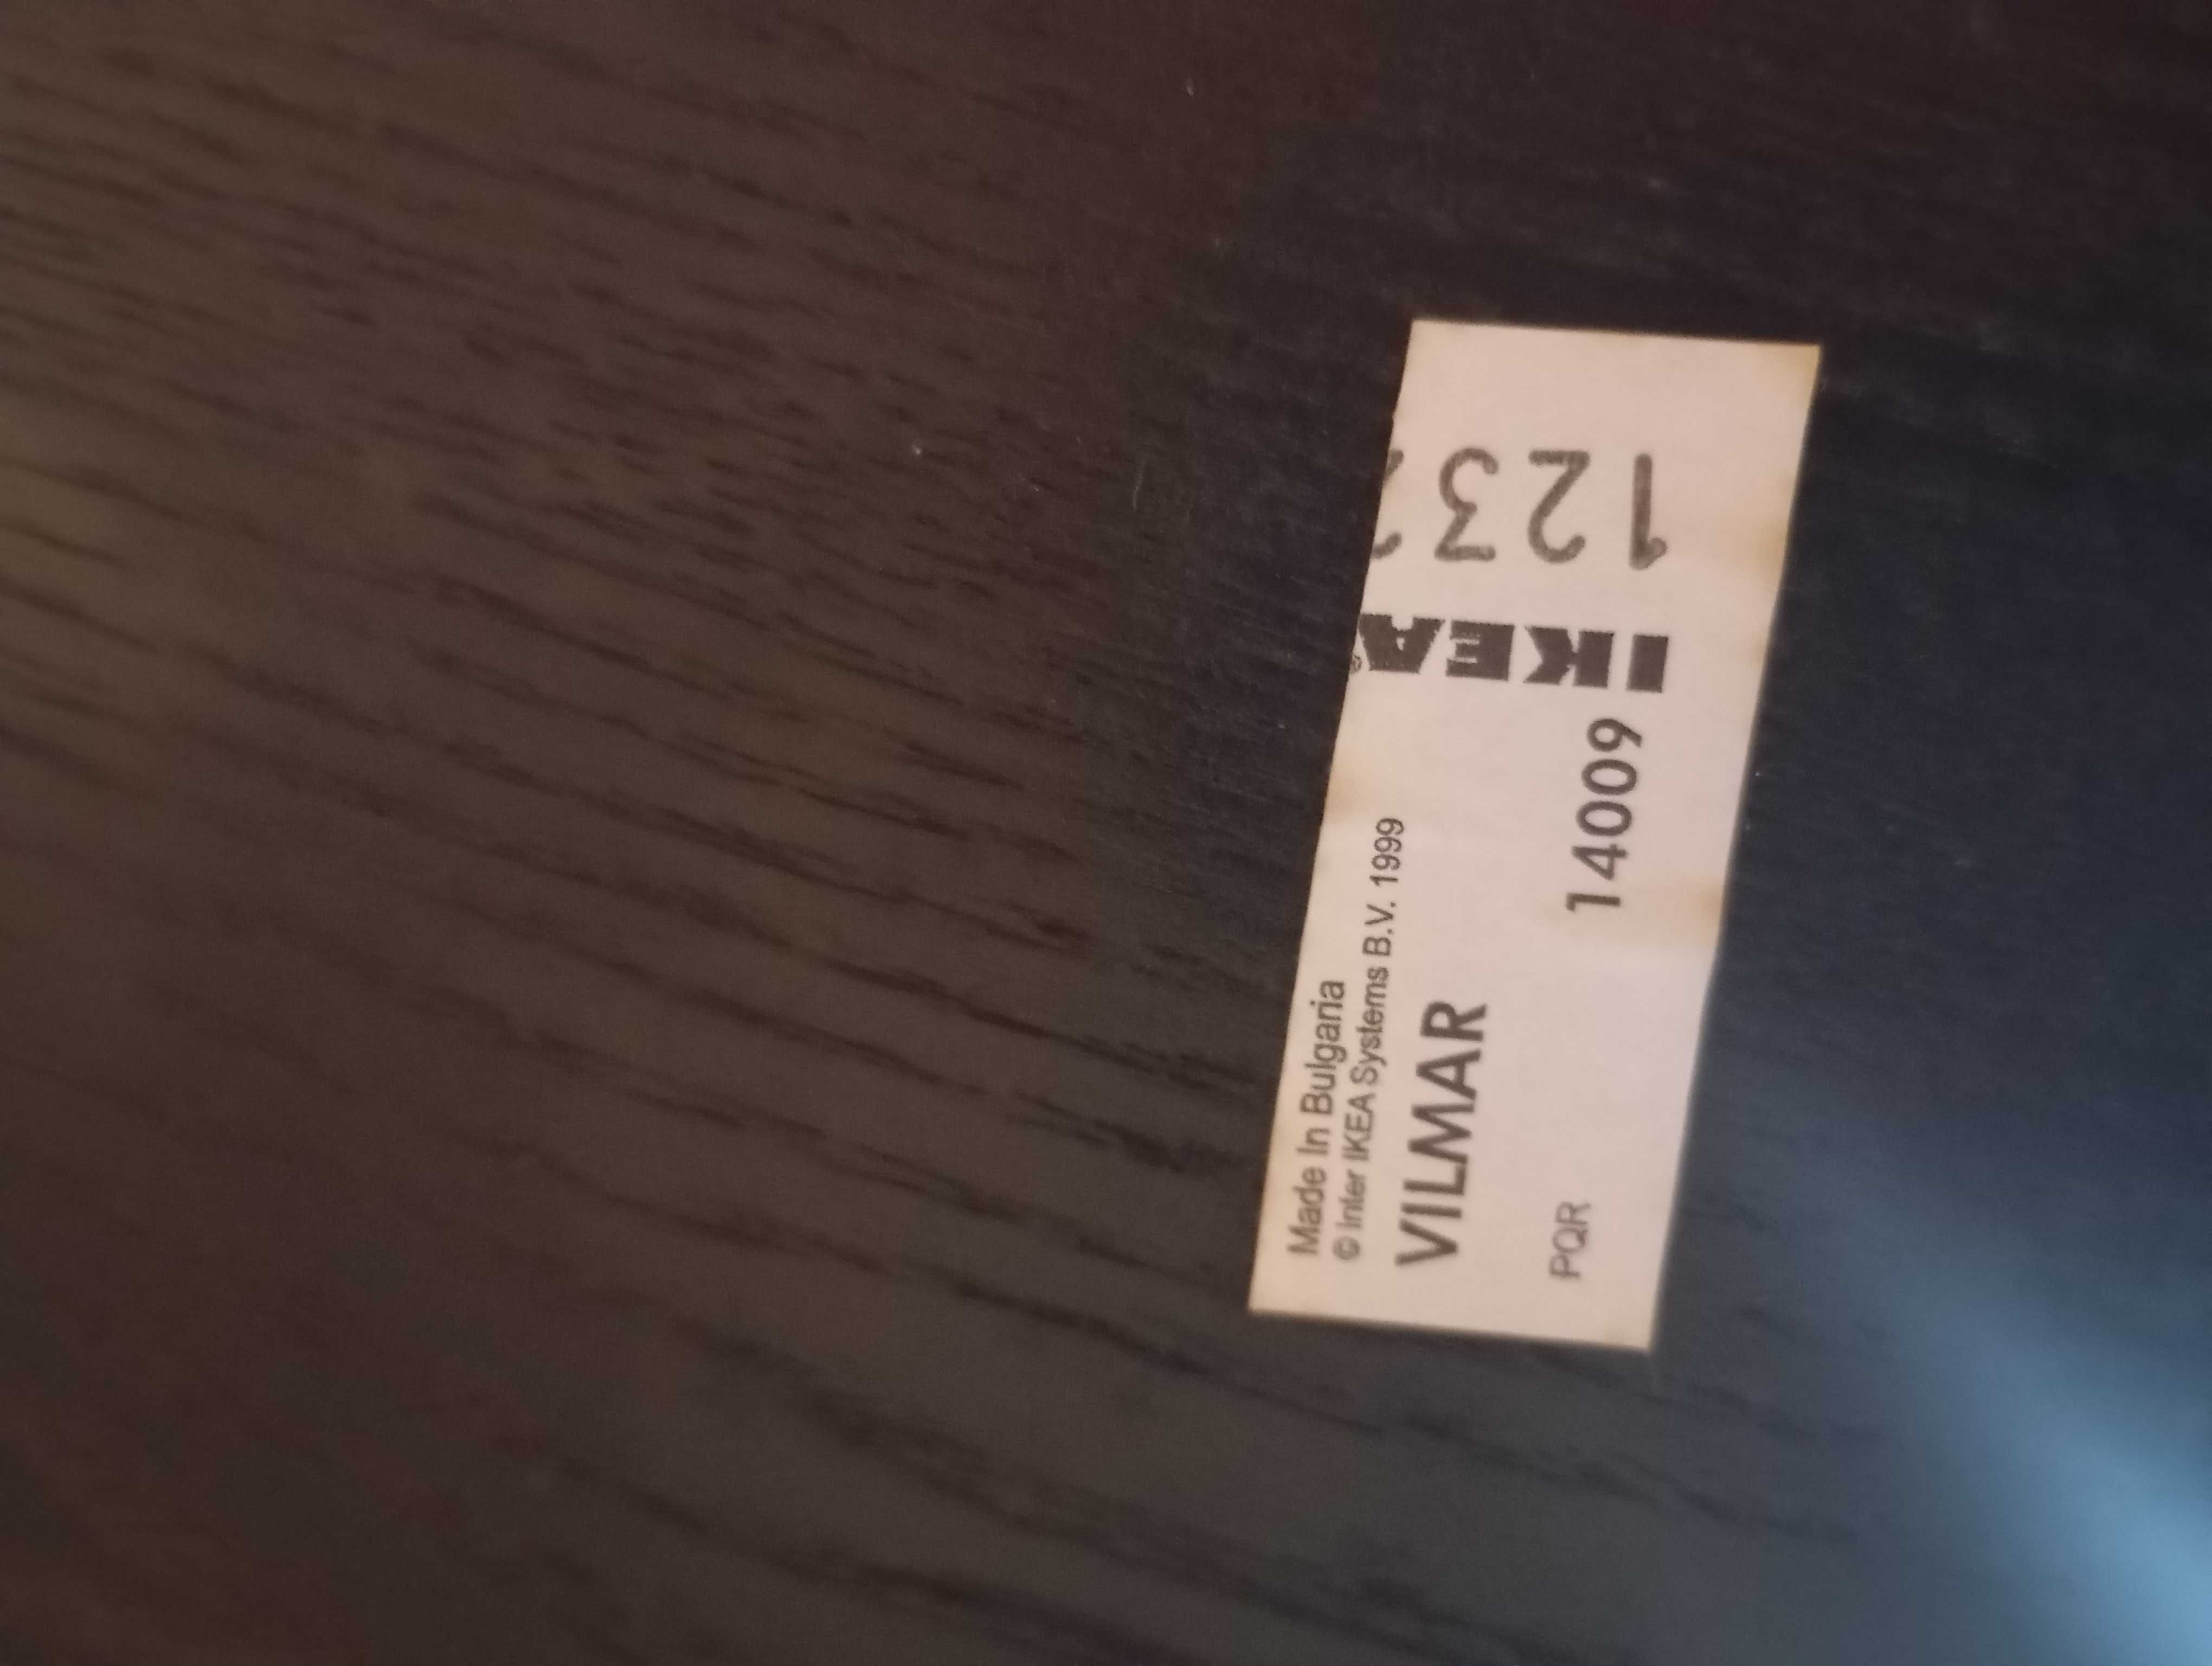 Made In Bulgaria
© Inter IKEA Systems B.V. 1999
VILMAR
PQR
14009
IKEA®
123